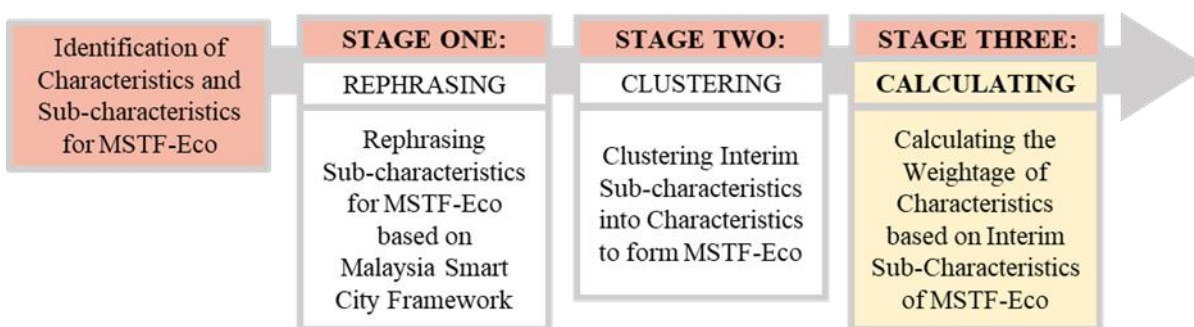 Identification of
Characteristics and
Sub-characteristics
for MSTF-Eco
STAGE ONE:
REPHRASING
Rephrasing
Sub-characteristics
for MSTF-Eco
based on
Malaysia Smart
City Framework
STAGE TWO:
CLUSTERING
Clustering Interim
Sub-characteristics
into Characteristics
to form MSTF-Eco
STAGE THREE:
CALCULATING
Calculating the
Weightage of
Characteristics
based on Interim
Sub-Characteristics
of MSTF-Eco